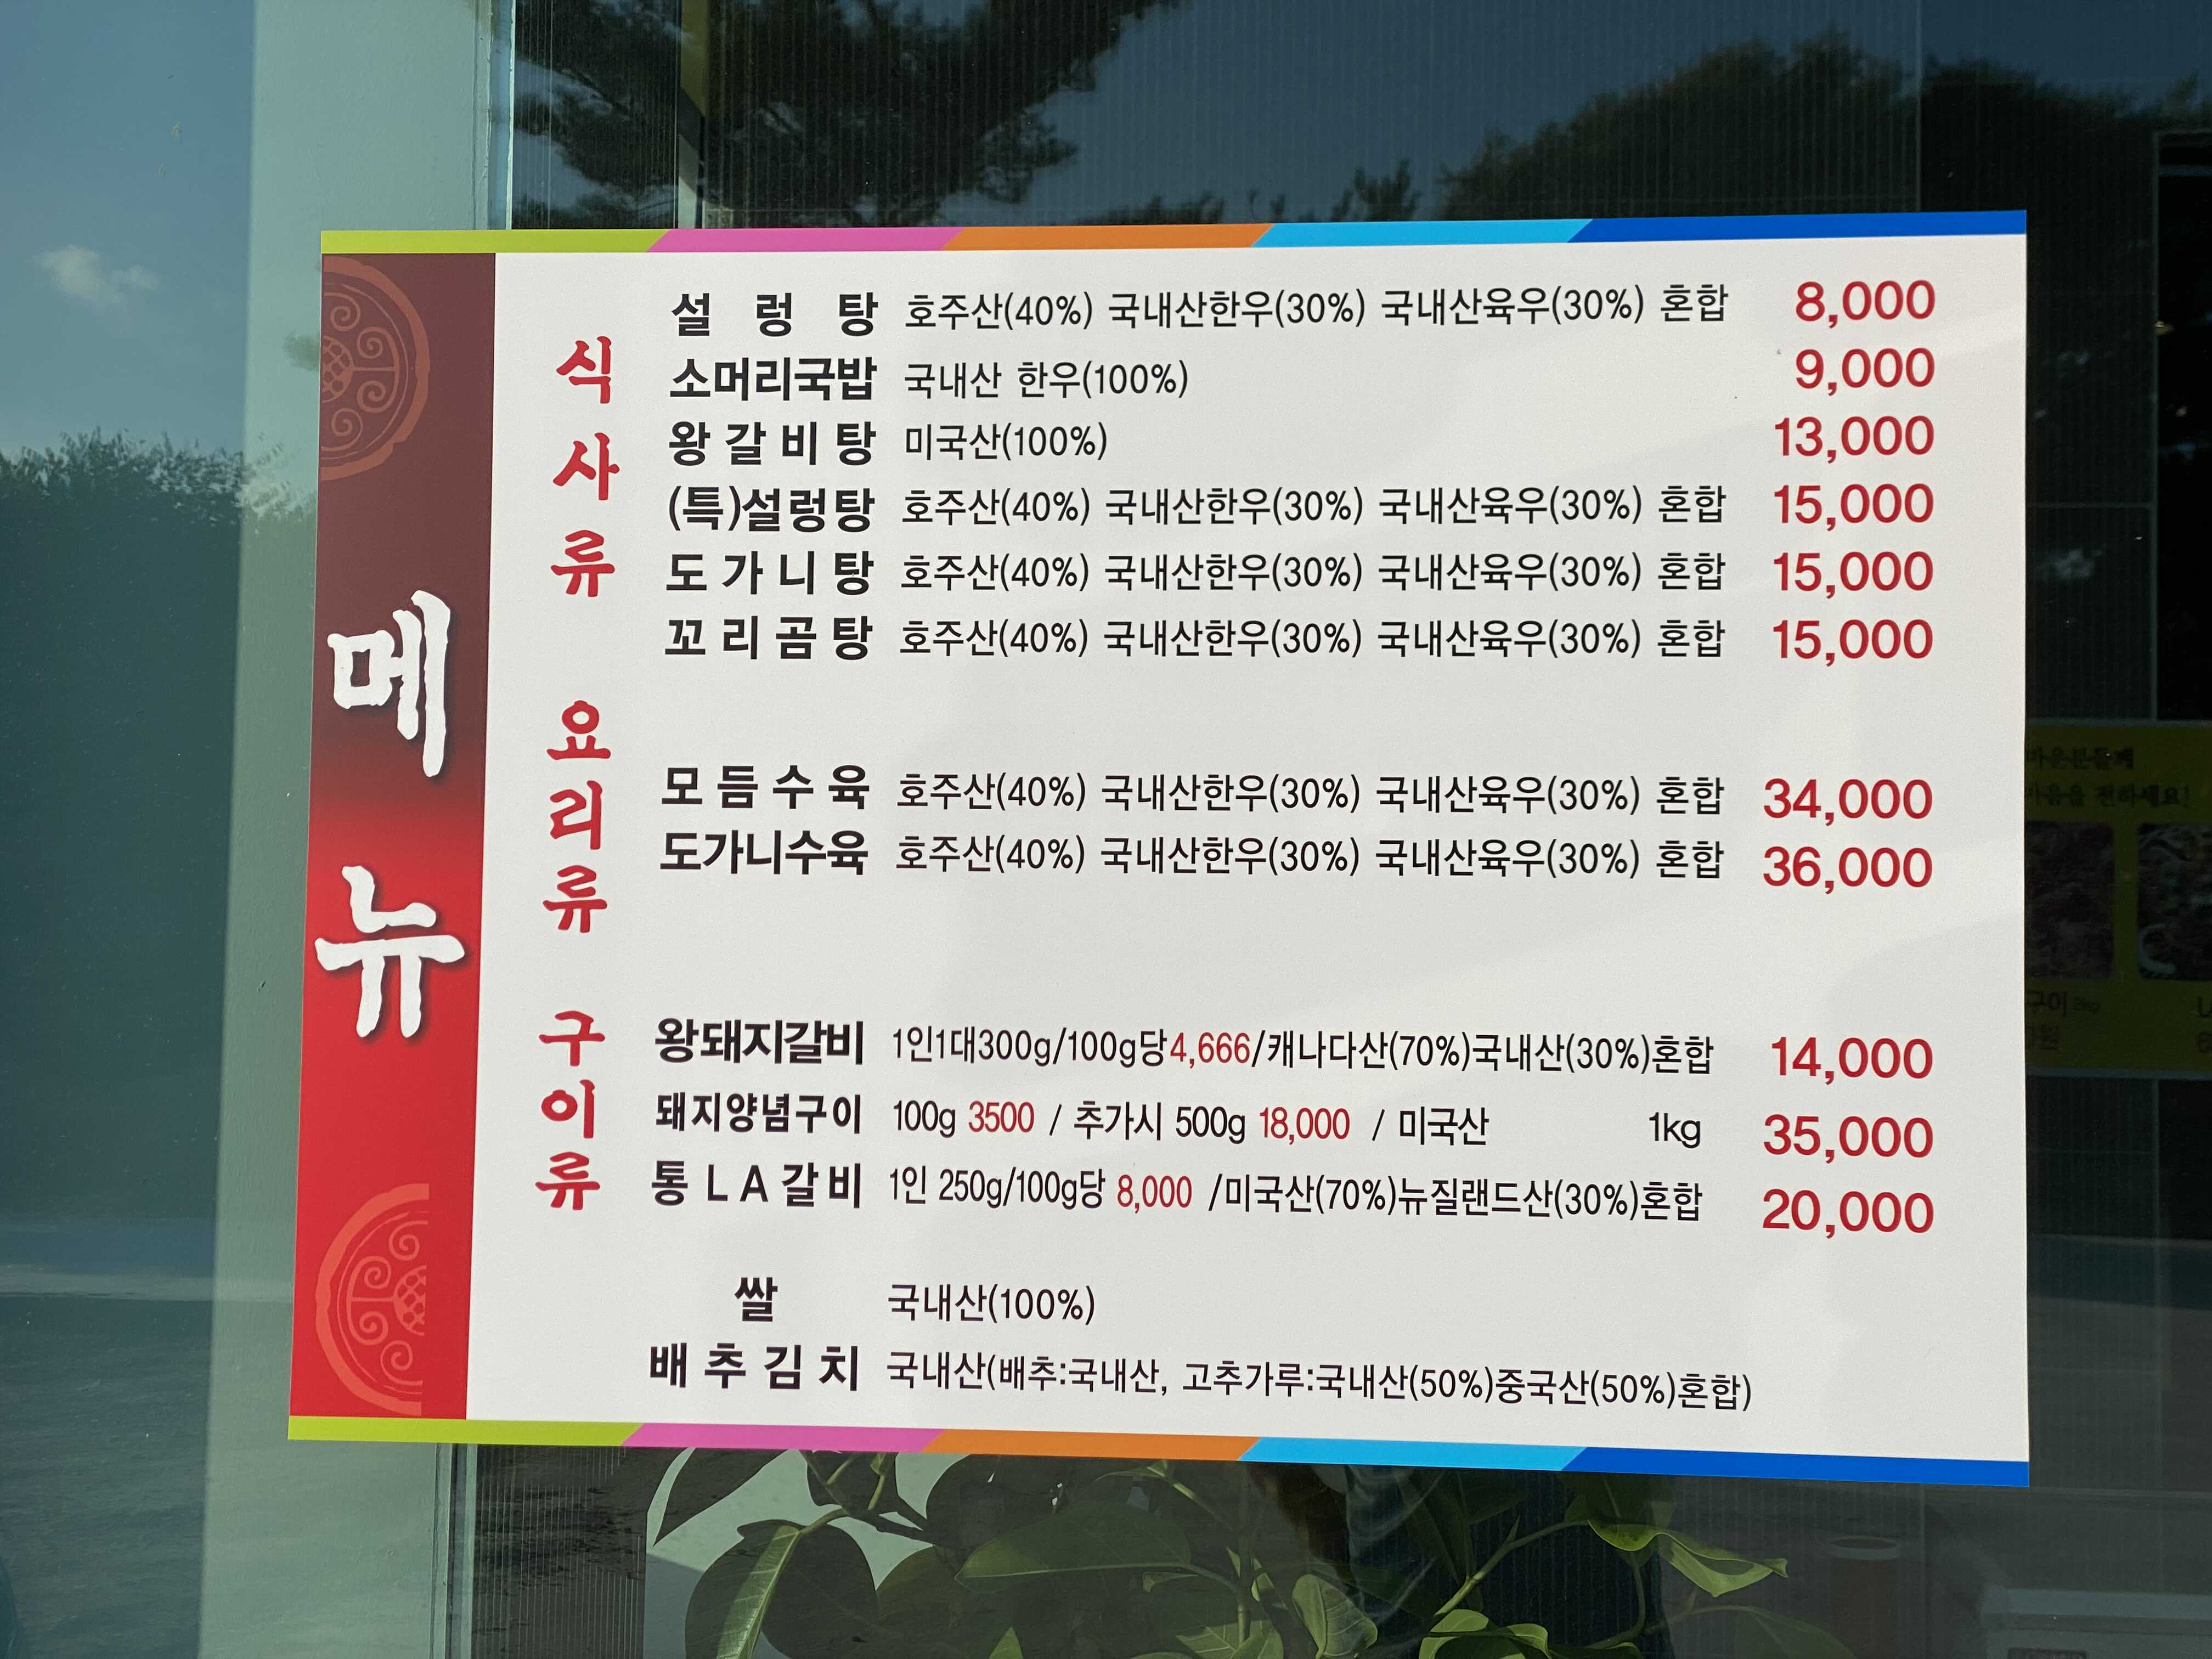 메뉴
식사류
설렁탕 호주산(40%) 국내산한우(30%) 국내산육우(30%) 혼합 8,000
소머리국밥 국내산 한우(100%) 9,000
왕갈비탕 미국산(100%) 13,000
(특)설렁탕 호주산(40%) 국내산한우(30%) 국내산육우(30%) 혼합 15,000
도가니탕 호주산(40%) 국내산한우(30%) 국내산육우(30%) 혼합 15,000
꼬리곰탕 호주산(40%) 국내산한우(30%) 국내산육우(30%) 혼합 15,000
요리류
모듬수육 호주산(40%) 국내산한우(30%) 국내산육우(30%) 혼합 34,000
도가니수육 호주산(40%) 국내산한우(30%) 국내산육우(30%) 혼합 36,000
구이류
왕돼지갈비 1인1대300g/100g당4,666/캐나다산(70%)국내산(30%)혼합 14,000
돼지양념구이 100g 3500 / 추가시 500g 18,000 / 미국산 1kg 35,000
통LA갈비 1인 250g/100g당 8,000 /미국산(70%)뉴질랜드산(30%)혼합 20,000
쌀 국내산(100%)
배추김치 국내산(배추:국내산, 고추가루:국내산(50%)중국산(50%)혼합)
전하세요!